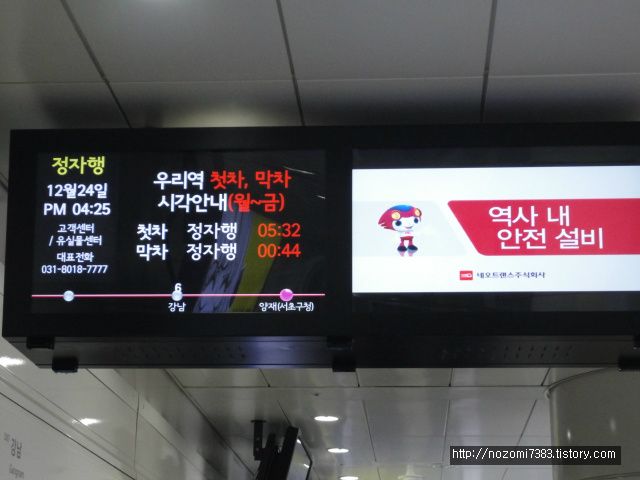 정자행
12월24일
PM 04:25
고객센터
/ 유실물센터
대표전화
031-8018-7777
우리역 첫차, 막차
시각안내(월~금)
첫차 정자행 05:32
막차 정자행 00:44
6
강남
양재(서초구청)
역사 내
안전 설비
네오트랜스주식회사
강남
Gangnam
http://nozomi7383.tistory.com